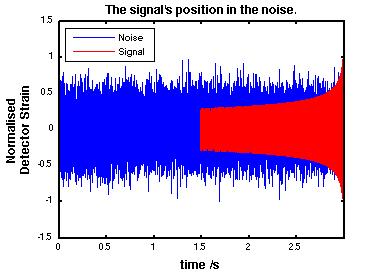 The signal's position in the noise.
Noise
Signal
Normalised
Detector Strain
1.5
1
0.5
0
-0.5
-1
-1.5
0 0.5 1 1.5 2 2.5
time /s